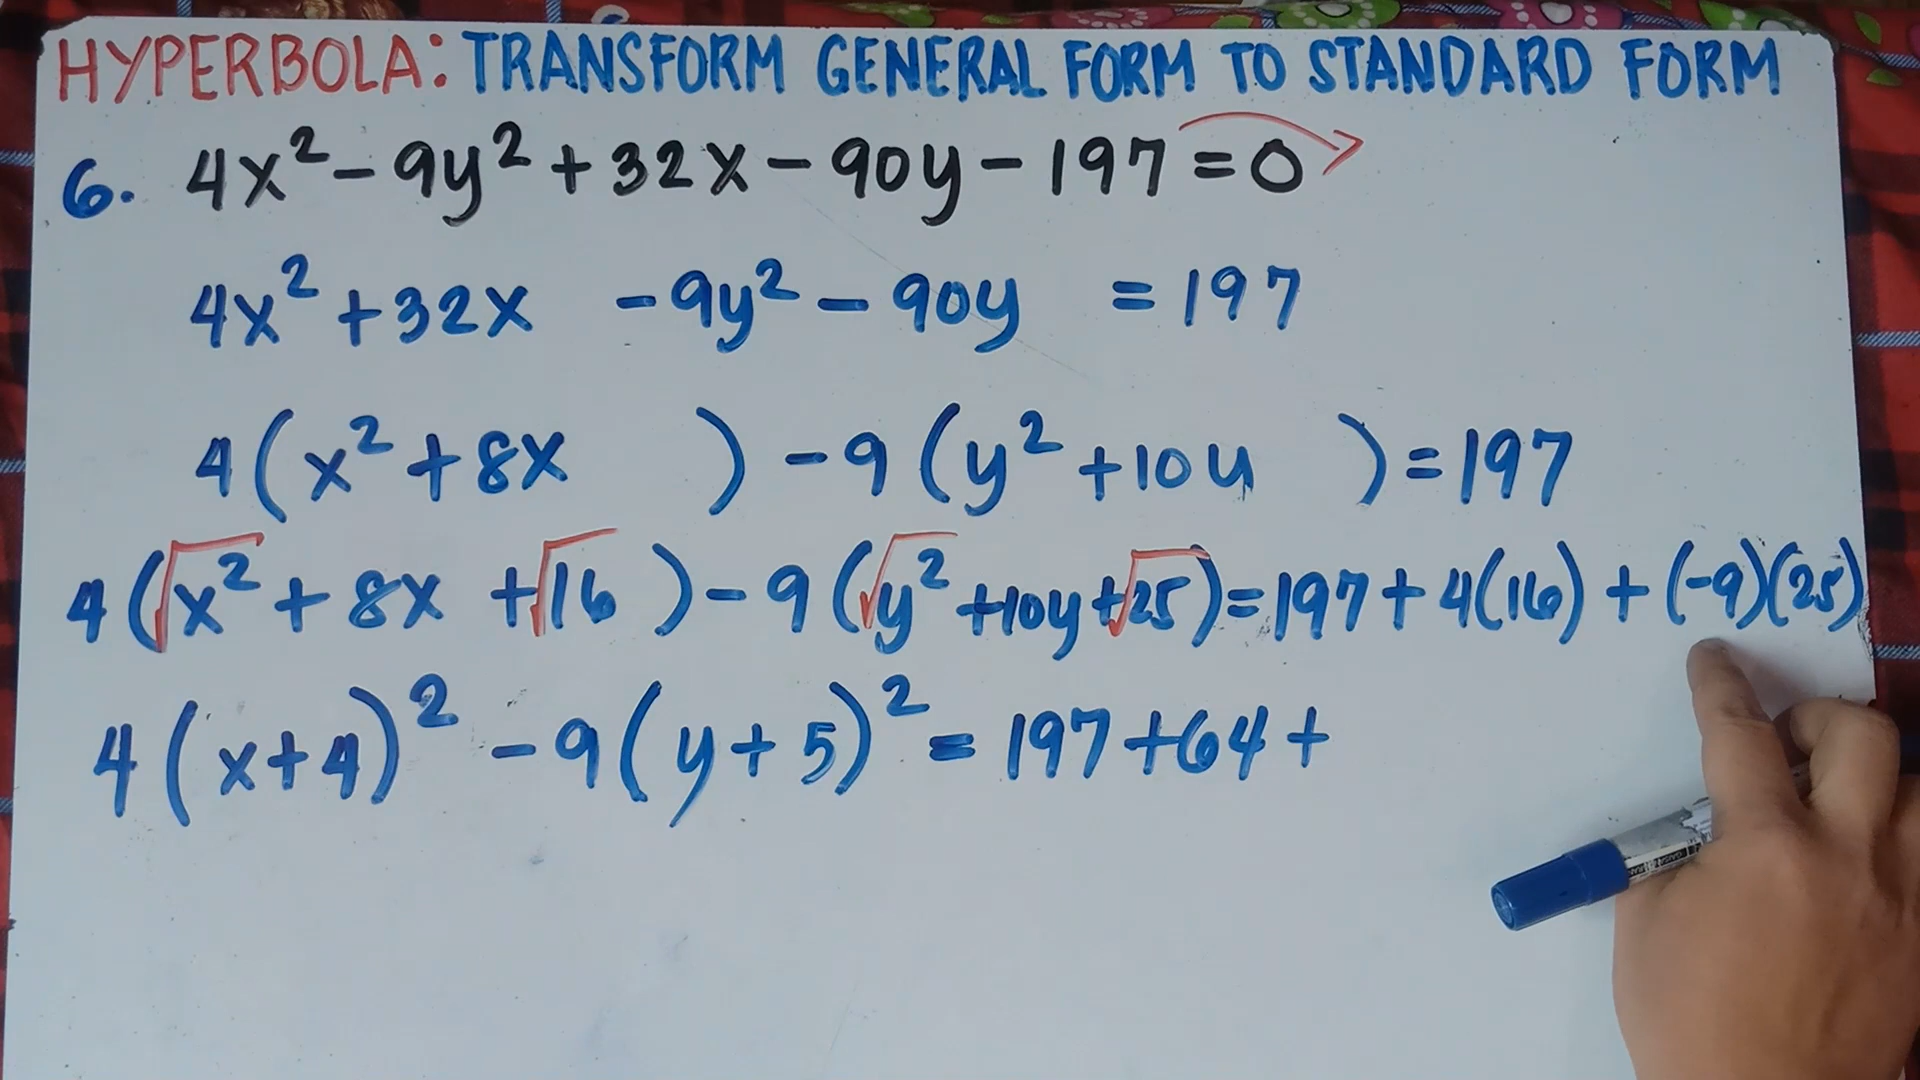 HYPERBOLA: TRANSFORM GENERAL FORM TO STANDARD FORM
6. 4x² - 9y² + 32x - 90y - 197 = 0
4x² + 32x - 9y² - 90y = 197
4(x² + 8x ) - 9(y² + 10y ) = 197
4(√x² + 8x + √16 ) - 9(√y² + 10y + √25) = 197 + 4(16) + (-9)(25)
4(x + 4)² - 9(y + 5)² = 197 + 64 +